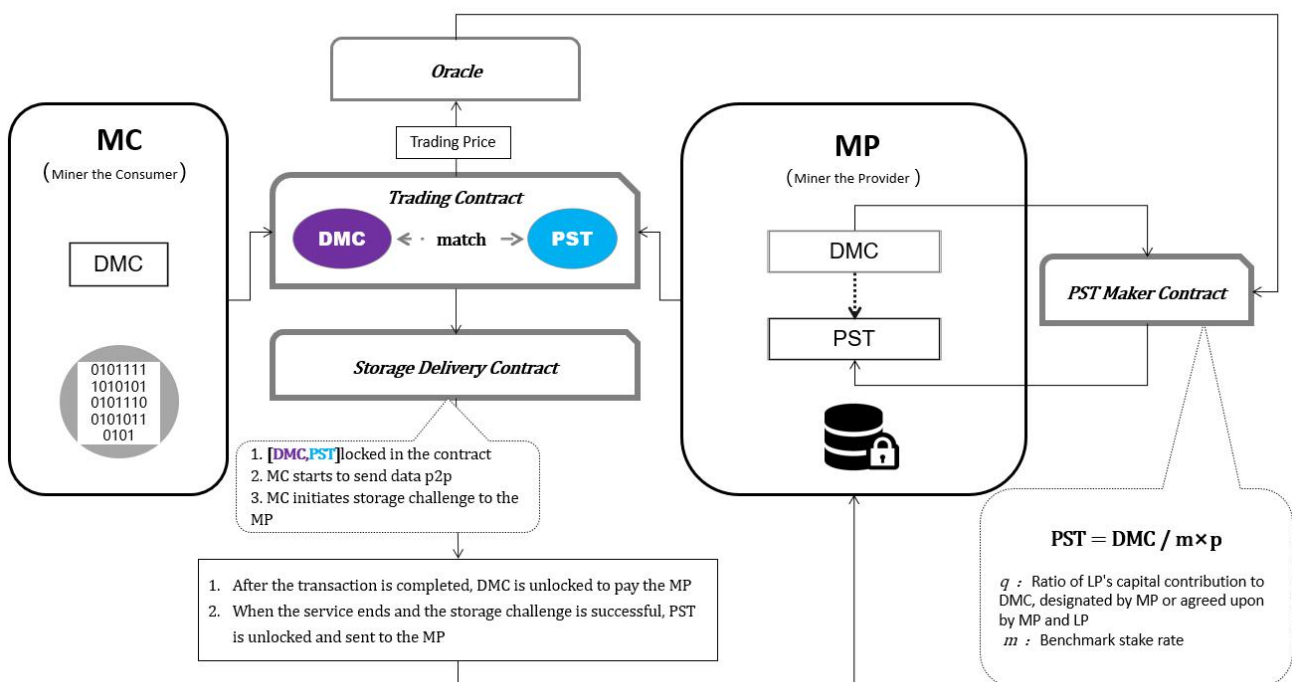 Oracle
MC
(Miner the Consumer)
Trading Price
MP
(Miner the Provider)
Trading Contract
DMC
match
PST
DMC
DMC
PST
PST Maker Contract
Storage Delivery Contract
0101111
1010101
0101110
0101011
0101
1. [DMC,PST]locked in the contract
2. MC starts to send data p2p
3. MC initiates storage challenge to the
MP
PST = DMC / m×p
q : Ratio of LP's capital contribution to
DMC, designated by MP or agreed upon
by MP and LP
m : Benchmark stake rate
1. After the transaction is completed, DMC is unlocked to pay the MP
2. When the service ends and the storage challenge is successful, PST
is unlocked and sent to the MP